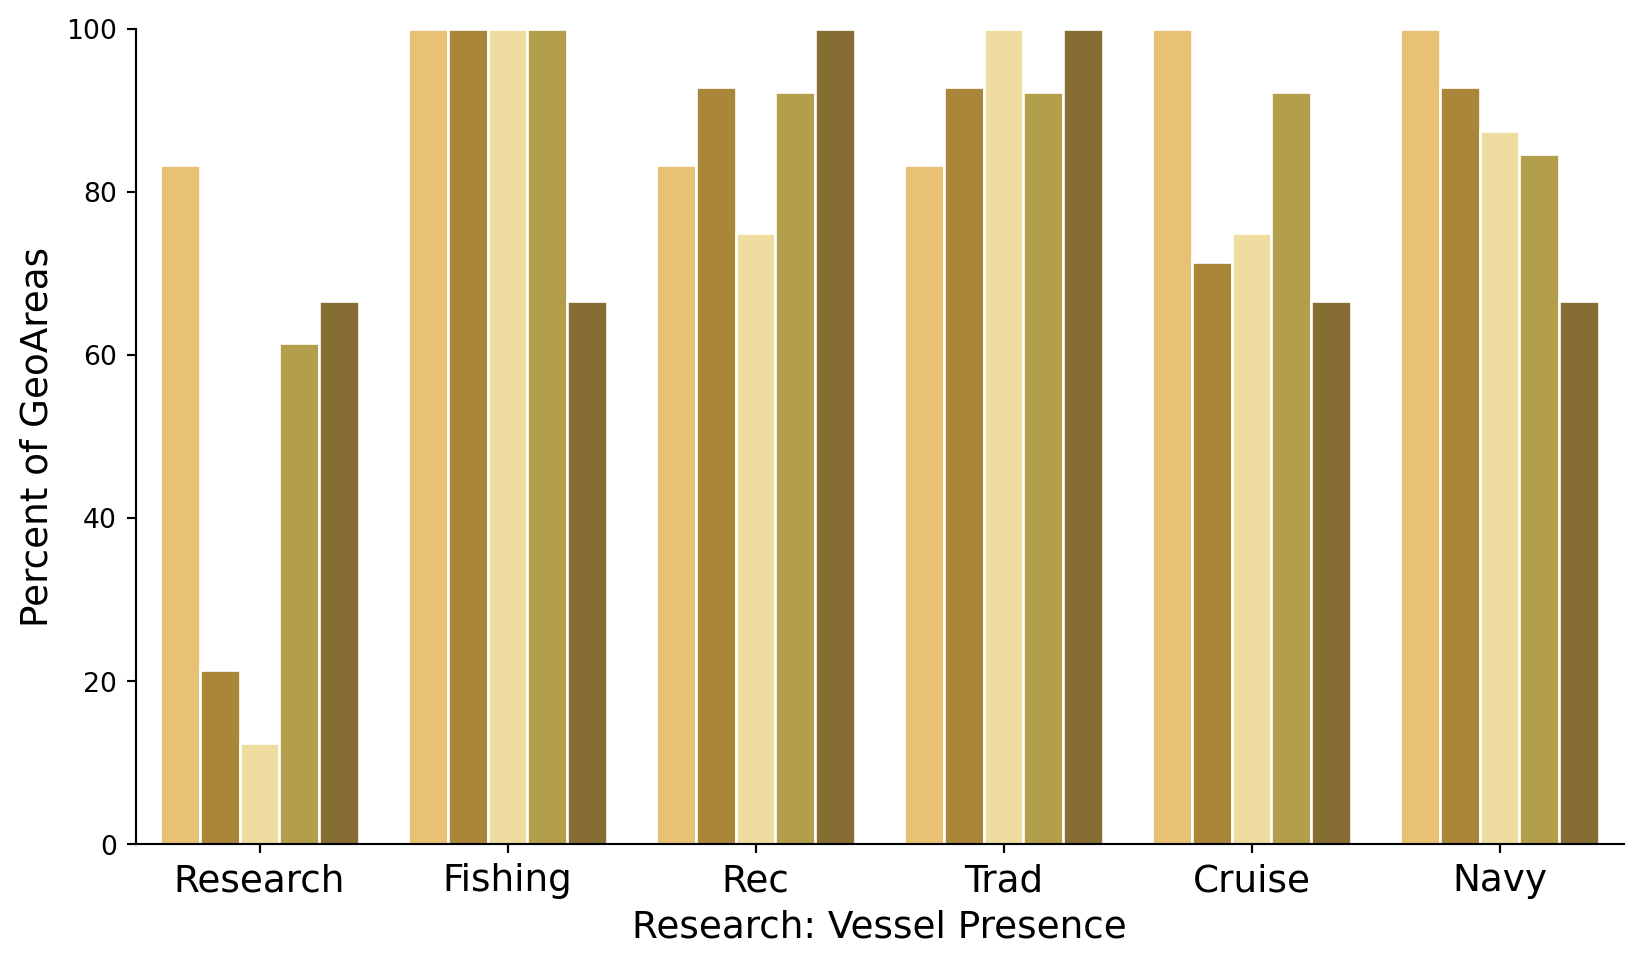 100
80
60
40
20
0
Percent of GeoAreas
Research Fishing Rec Trad Cruise Navy
Research: Vessel Presence